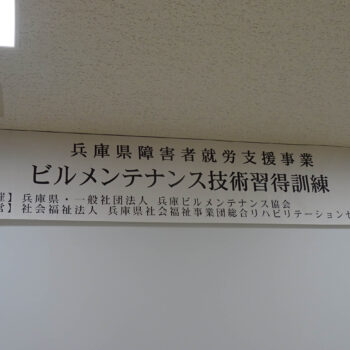 兵庫県障害者就労支援事業
ビルメンテナンス技術習得訓練
】兵庫県・一般社団法人 兵庫ビルメンテナンス協会
】社会福祉法人 兵庫県社会福祉事業団総合リハビリテーション